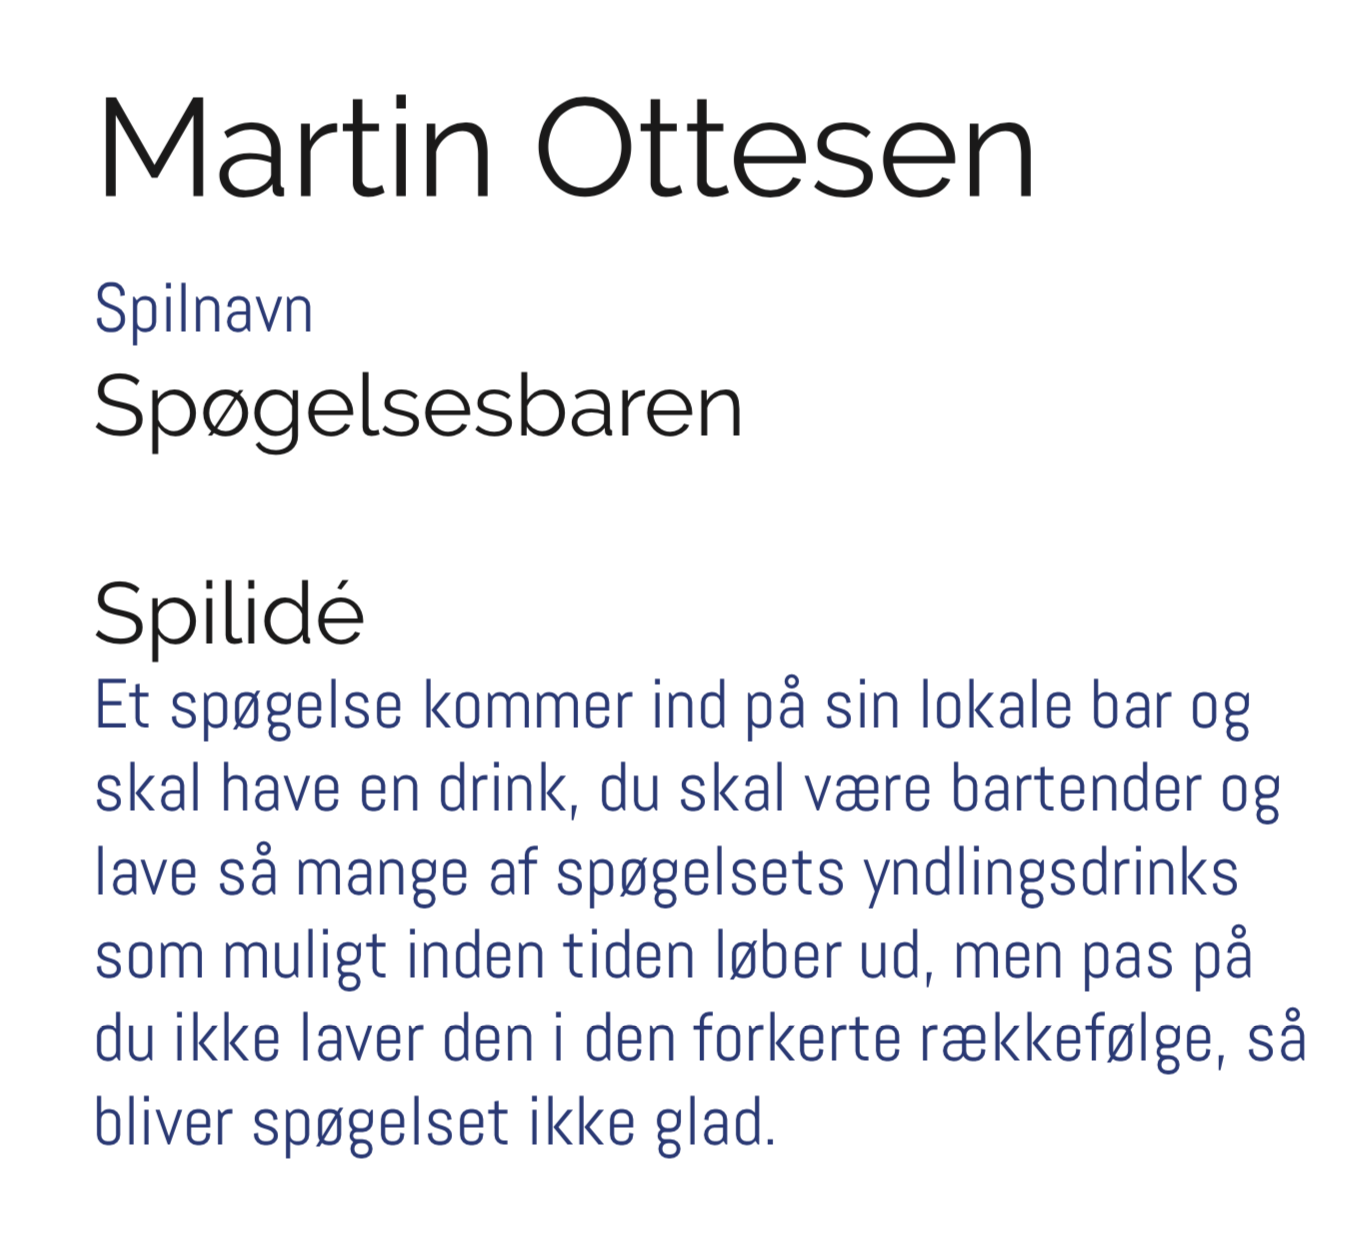 Martin Ottesen
Spilnavn
Spøgelsesbaren
Spilidé
Et spøgelse kommer ind på sin lokale bar og
skal have en drink, du skal være bartender og
lave så mange af spøgelsets yndlingsdrinks
som muligt inden tiden løber ud, men pas på
du ikke laver den i den forkerte rækkefølge, så
bliver spøgelset ikke glad.